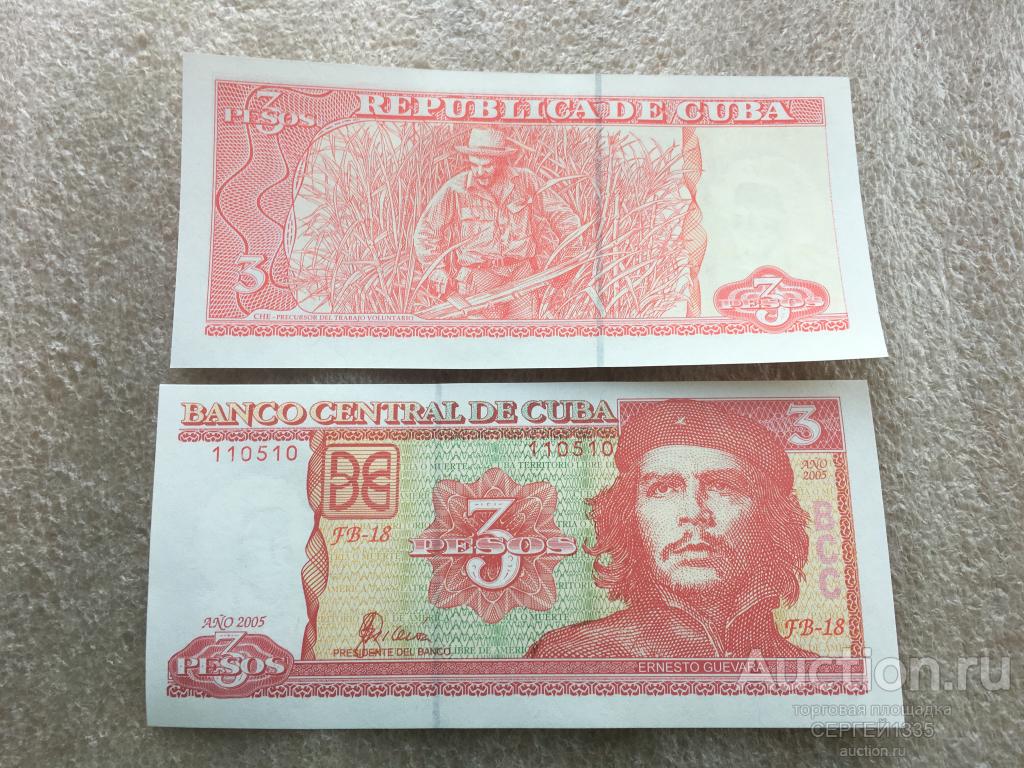 3
PESOS
REPUBLICA DE CUBA
3
CHE - PRECURSOR DEL TRABAJO VOLUNTARIO
3
PESOS
BANCO CENTRAL DE CUBA
3
110510
110510
AÑO
2005
FB-18
3
PESOS
BCC
AÑO 2005
FB-18
PRESIDENTE DEL BANCO
3
PESOS
ERNESTO GUEVARA
Auction.ru
торговая площадка
СЕРГЕЙ1335
auction.ru